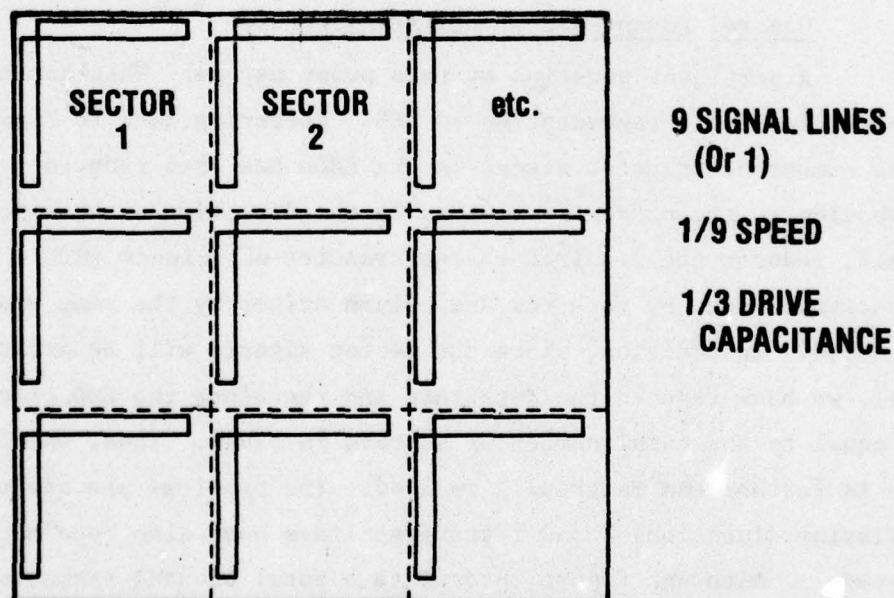 SECTOR
1
SECTOR
2
etc.
9 SIGNAL LINES
(Or 1)
1/9 SPEED
1/3 DRIVE
CAPACITANCE